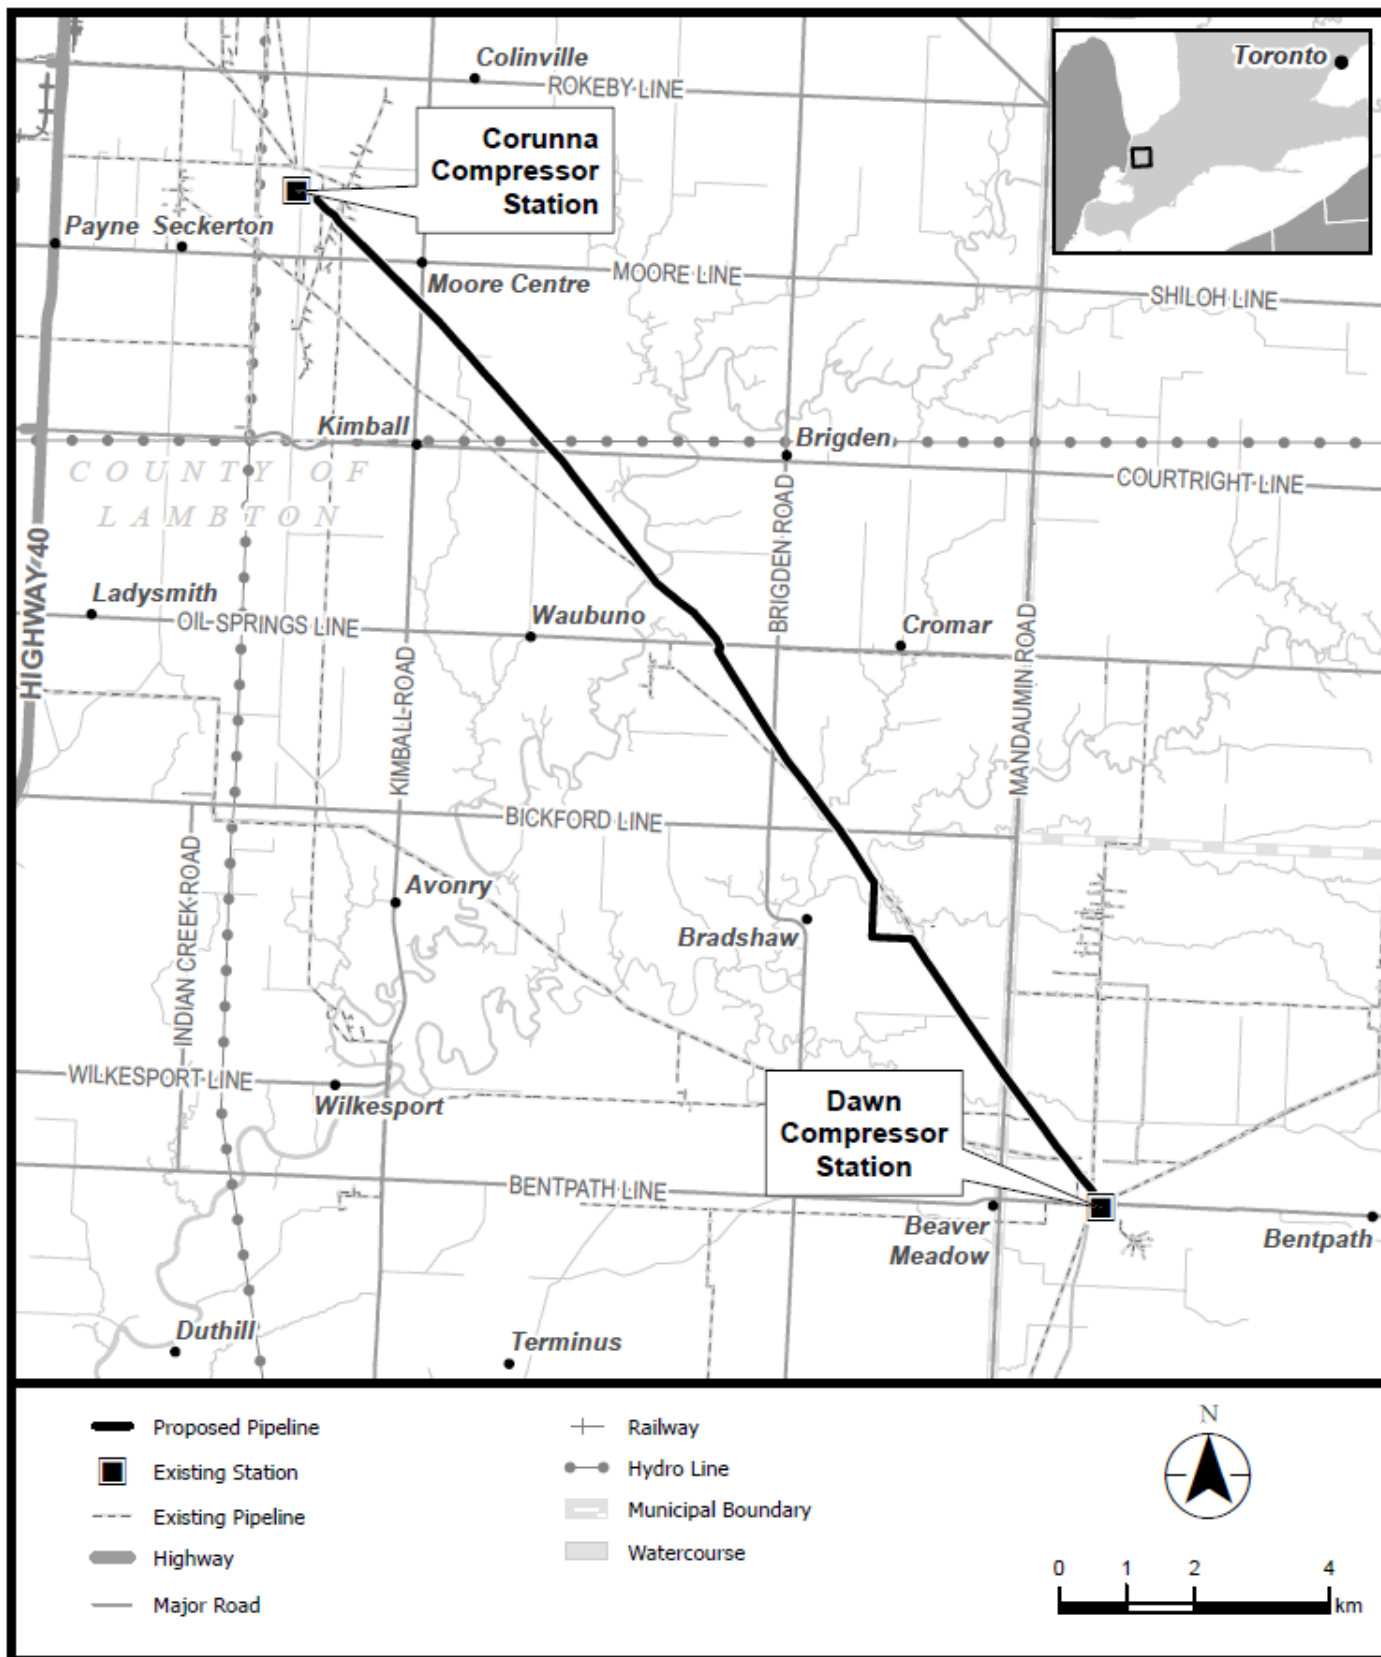 Colinville
ROKEBY LINE
Toronto
Corunna
Compressor
Station
Payne
Seckerton
Moore Centre
MOORE LINE
SHILOH LINE
Kimball
Brigden
COUNTY OF
LAMBTON
COURTRIGHT LINE
HIGHWAY 40
BRIGDEN ROAD
Ladysmith
OIL SPRINGS LINE
Waubuno
Cromar
KIMBALL ROAD
MANDAUMIN ROAD
BICKFORD LINE
INDIAN CREEK ROAD
Avonry
Bradshaw
WILKESPORT LINE
Wilkesport
Dawn
Compressor
Station
BENTPATH LINE
Beaver
Meadow
Bentpath
Duthill
Terminus
Proposed Pipeline
Existing Station
Existing Pipeline
Highway
Major Road
Railway
Hydro Line
Municipal Boundary
Watercourse
N
0 1 2 4
km